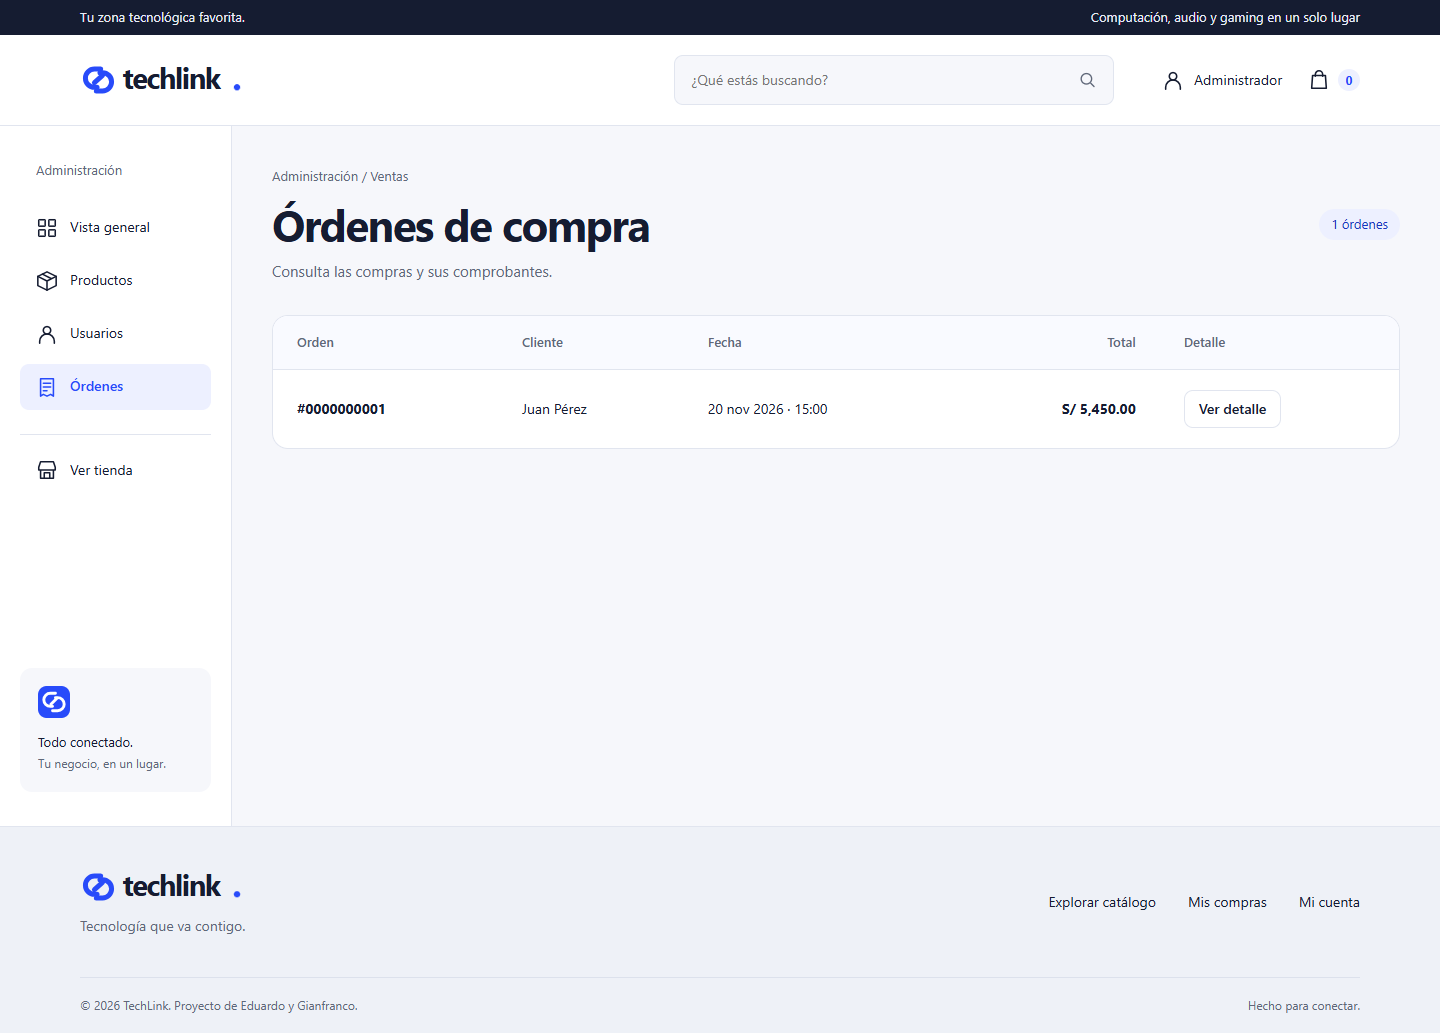 Tu zona tecnológica favorita.
Computación, audio y gaming en un solo lugar
techlink .
¿Qué estás buscando?
Administrador
0
Administración
Vista general
Productos
Usuarios
Órdenes
Ver tienda
Todo conectado.
Tu negocio, en un lugar.
Administración / Ventas
Órdenes de compra
1 órdenes
Consulta las compras y sus comprobantes.
Orden Cliente Fecha Total Detalle
#0000000001 Juan Pérez 20 nov 2026 · 15:00 S/ 5,450.00 Ver detalle
techlink .
Tecnología que va contigo.
Explorar catálogo Mis compras Mi cuenta
© 2026 TechLink. Proyecto de Eduardo y Gianfranco.
Hecho para conectar.